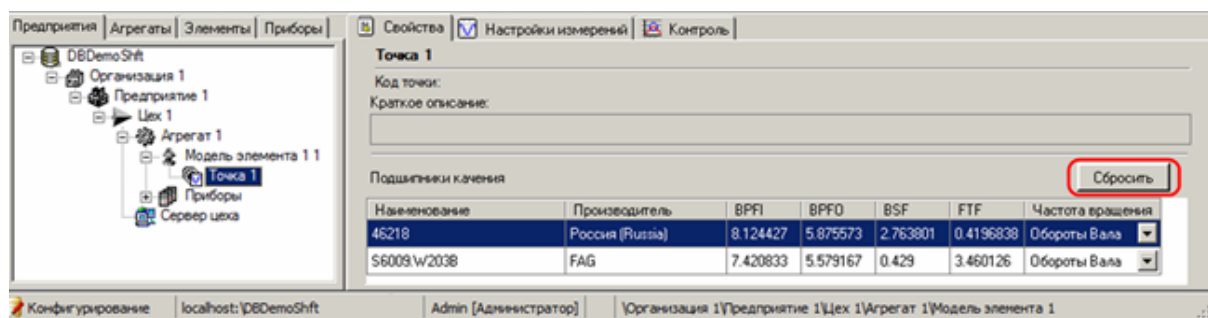 Предприятия Агрегаты Элементы Приборы
DBDemoShft
Организация 1
Предприятие 1
Цех 1
Агрегат 1
Модель элемента 1 1
Точка 1
Приборы
Сервер цеха
Свойства Настройки измерений Контроль
Точка 1
Код точки:
Краткое описание:
Подшипники качения
Сбросить
Наименование Производитель BPFI BPFO BSF FTF Частота вращения
46218 Россия (Russia) 8.124427 5.875573 2.763801 0.4196838 Обороты Вала
S6009.W203B FAG 7.420833 5.579167 0.429 3.460126 Обороты Вала
Конфигурирование localhost:\DBDemoShft Admin [Администратор] \Организация 1\Предприятие 1\Цех 1\Агрегат 1\Модель элемента 1